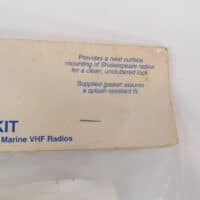 Provides a neat surface
mounting of Shakespeare radios
for a clean, uncluttered look.
Supplied gasket assures
a splash-resistant fit.
KIT
Marine VHF Radios